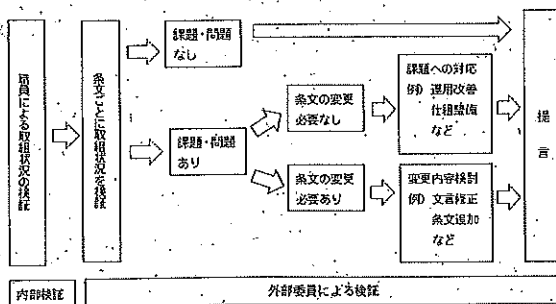 職員による取組状況の検証
条文ごとに取組状況を検証
課題・問題
なし
課題・問題
あり
条文の変更
必要なし
条文の変更
必要あり
課題への対応
例）運用改善
仕組整備
など
変更内容検討
例）文言修正
条文追加
など
提言
内部検証
外部委員による検証